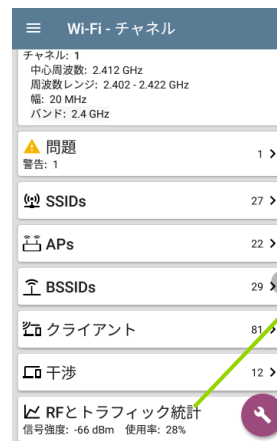 Wi-Fi - チャネル
チャネル: 1
中心周波数: 2.412 GHz
周波数レンジ: 2.402 - 2.422 GHz
幅: 20 MHz
バンド: 2.4 GHz
問題
警告: 1
1
SSIDs
27
APs
22
BSSIDs
29
クライアント
81
干渉
12
RFとトラフィック統計
信号強度: -66 dBm 使用率: 28%